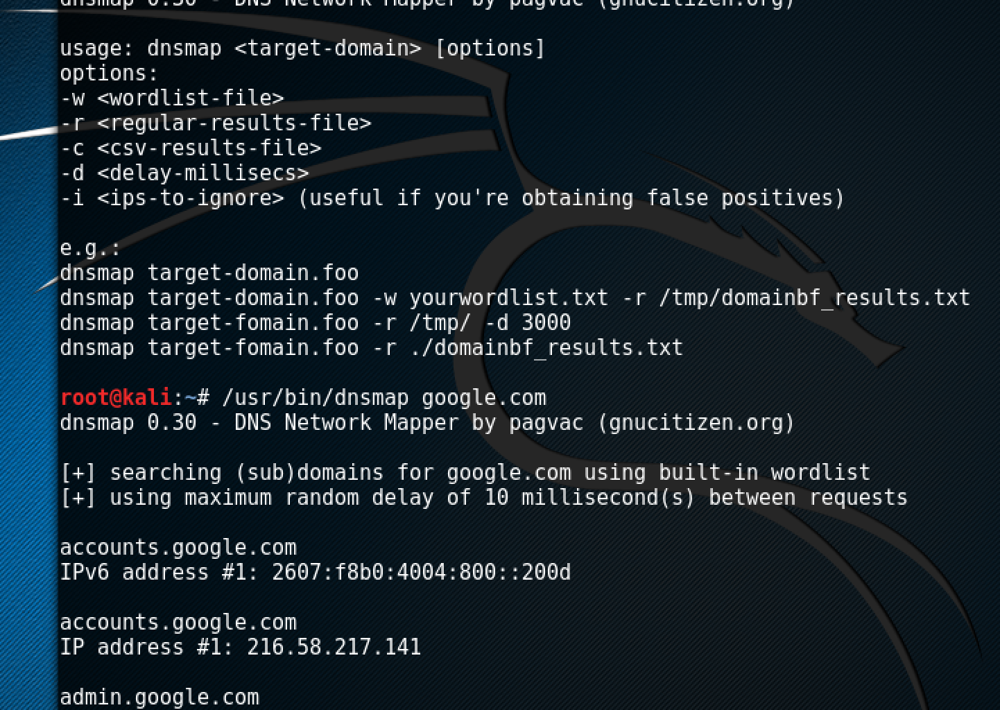 dnsmap 0.30 - DNS Network Mapper by pagvac (gnucitizen.org)
usage: dnsmap <target-domain> [options]
options:
-w <wordlist-file>
-r <regular-results-file>
-c <csv-results-file>
-d <delay-millisecs>
-i <ips-to-ignore> (useful if you're obtaining false positives)
e.g.:
dnsmap target-domain.foo
dnsmap target-domain.foo -w yourwordlist.txt -r /tmp/domainbf_results.txt
dnsmap target-fomain.foo -r /tmp/ -d 3000
dnsmap target-fomain.foo -r ./domainbf_results.txt
root@kali:~# /usr/bin/dnsmap google.com
dnsmap 0.30 - DNS Network Mapper by pagvac (gnucitizen.org)
[+] searching (sub)domains for google.com using built-in wordlist
[+] using maximum random delay of 10 millisecond(s) between requests
accounts.google.com
IPv6 address #1: 2607:f8b0:4004:800::200d
accounts.google.com
IP address #1: 216.58.217.141
admin.google.com